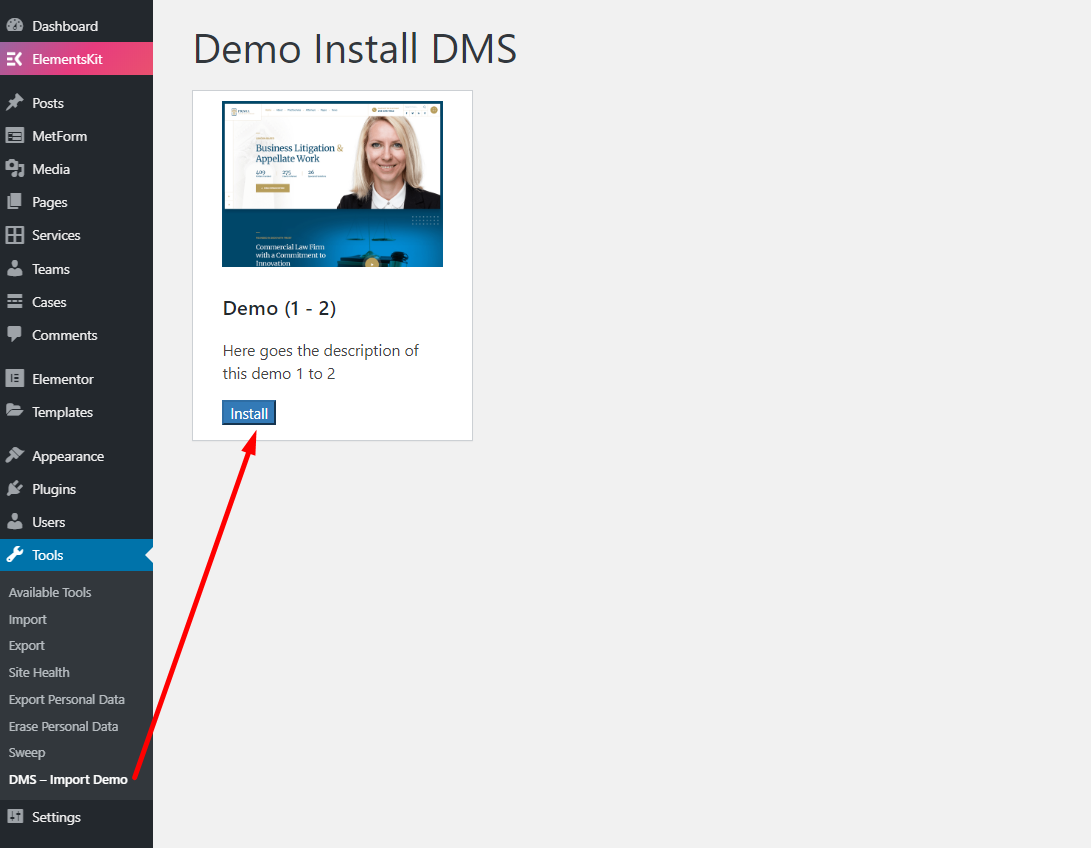 Dashboard
ElementsKit
Posts
MetForm
Media
Pages
Services
Teams
Cases
Comments
Elementor
Templates
Appearance
Plugins
Users
Tools
Available Tools
Import
Export
Site Health
Export Personal Data
Erase Personal Data
Sweep
DMS – Import Demo
Settings
Demo Install DMS
Business Litigation &
Appellate Work
409
275
26
Commercial Law Firm
with a Commitment to
Innovation
Demo (1 - 2)
Here goes the description of
this demo 1 to 2
Install